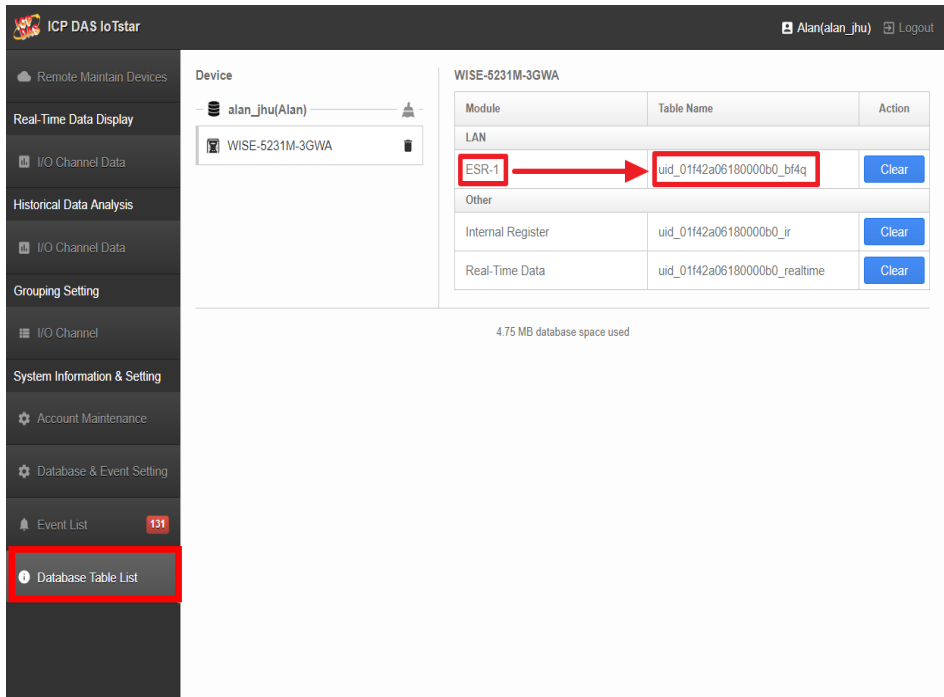 ICP DAS IoTstar
Alan(alan_jhu) Logout
Remote Maintain Devices
Real-Time Data Display
I/O Channel Data
Historical Data Analysis
I/O Channel Data
Grouping Setting
I/O Channel
System Information & Setting
Account Maintenance
Database & Event Setting
Event List 131
Database Table List
Device
alan_jhu(Alan)
WISE-5231M-3GWA
WISE-5231M-3GWA
Module Table Name Action
LAN
ESR-1 uid_01f42a06180000b0_bf4q Clear
Other
Internal Register uid_01f42a06180000b0_ir Clear
Real-Time Data uid_01f42a06180000b0_realtime Clear
4.75 MB database space used